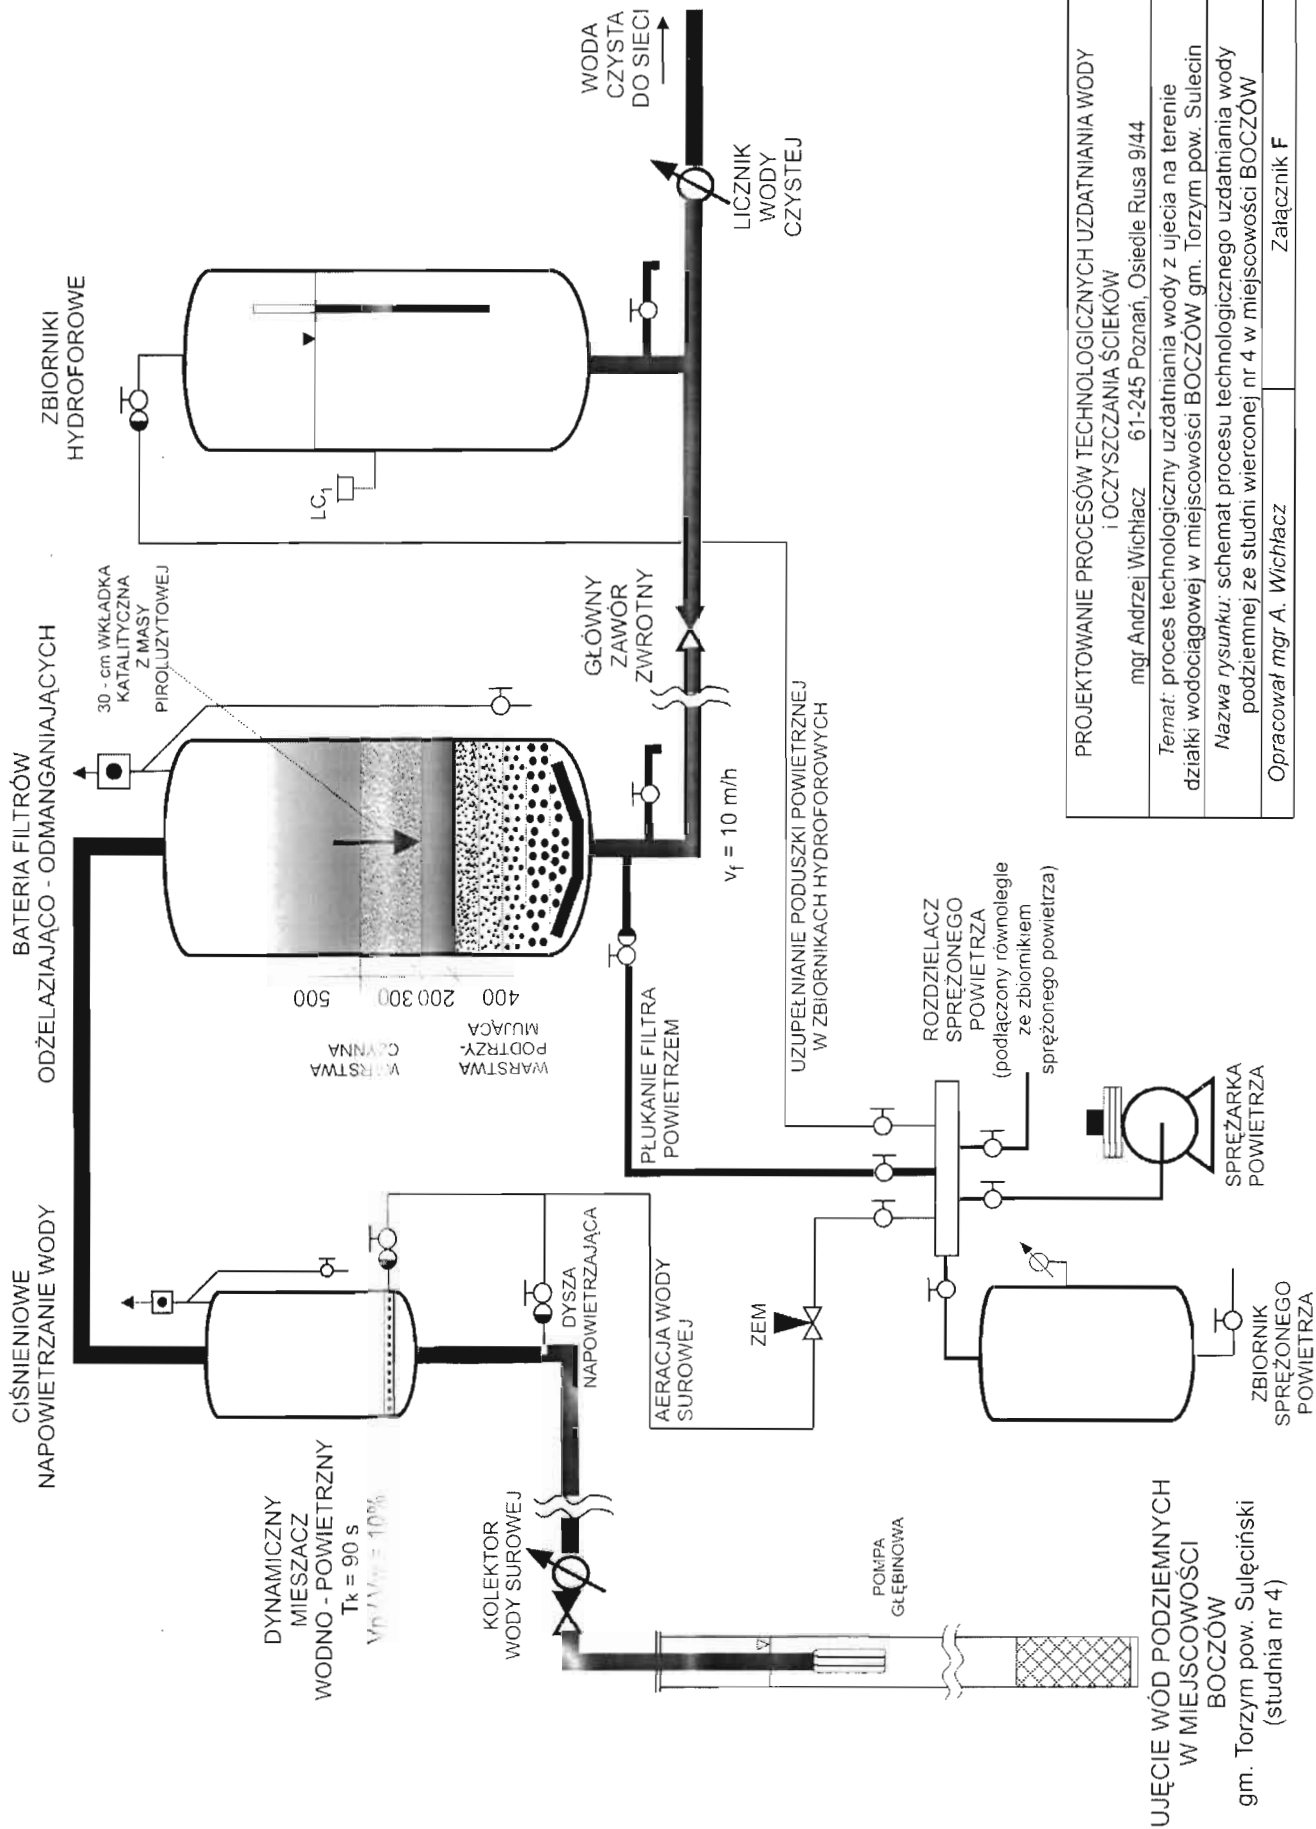 CIŚNIENIOWE
NAPOWIETRZANIE WODY
BATERIA FILTRÓW
ODŻELAZIAJĄCO - ODMANGANIAJĄCYCH
ZBIORNIKI
HYDROFOROWE
30 - cm WKŁADKA
KATALITYCZNA
Z MASY
PIROLUZYTOWEJ
LC1
WODA
CZYSTA
DO SIECI
LICZNIK
WODY
CZYSTEJ
GŁÓWNY
ZAWÓR
ZWROTNY
500
300
200
400
WARSTWA
CZYNNA
WARSTWA
PODTRZY-
MUJĄCA
Vf = 10 m/h
DYNAMICZNY
MIESZACZ
WODNO - POWIETRZNY
Tk = 90 s
Vp / Vw = 10%
DYSZA
NAPOWIETRZAJĄCA
PŁUKANIE FILTRA
POWIETRZEM
UZUPEŁNIANIE PODUSZKI POWIETRZNEJ
W ZBIORNIKACH HYDROFOROWYCH
KOLEKTOR
WODY SUROWEJ
AERACJA WODY
SUROWEJ
ZEM
ROZDZIELACZ
SPRĘŻONEGO
POWIETRZA
(podłączony równolegle
ze zbiornikiem
sprężonego powietrza)
POMPA
GŁĘBINOWA
SPRĘŻARKA
POWIETRZA
ZBIORNIK
SPRĘŻONEGO
POWIETRZA
UJĘCIE WÓD PODZIEMNYCH
W MIEJSCOWOŚCI
BOCZÓW
gm. Torzym pow. Sulęciński
(studnia nr 4)
PROJEKTOWANIE PROCESÓW TECHNOLOGICZNYCH UZDATNIANIA WODY
i OCZYSZCZANIA ŚCIEKÓW
mgr Andrzej Wichłacz 61-245 Poznań, Osiedle Rusa 9/44
Temat: proces technologiczny uzdatniania wody z ujecia na terenie
działki wodociągowej w miejscowości BOCZÓW gm. Torzym pow. Sulecin
Nazwa rysunku: schemat procesu technologicznego uzdatniania wody
podziemnej ze studni wierconej nr 4 w miejscowości BOCZÓW
Opracował mgr A. Wichłacz Załącznik F